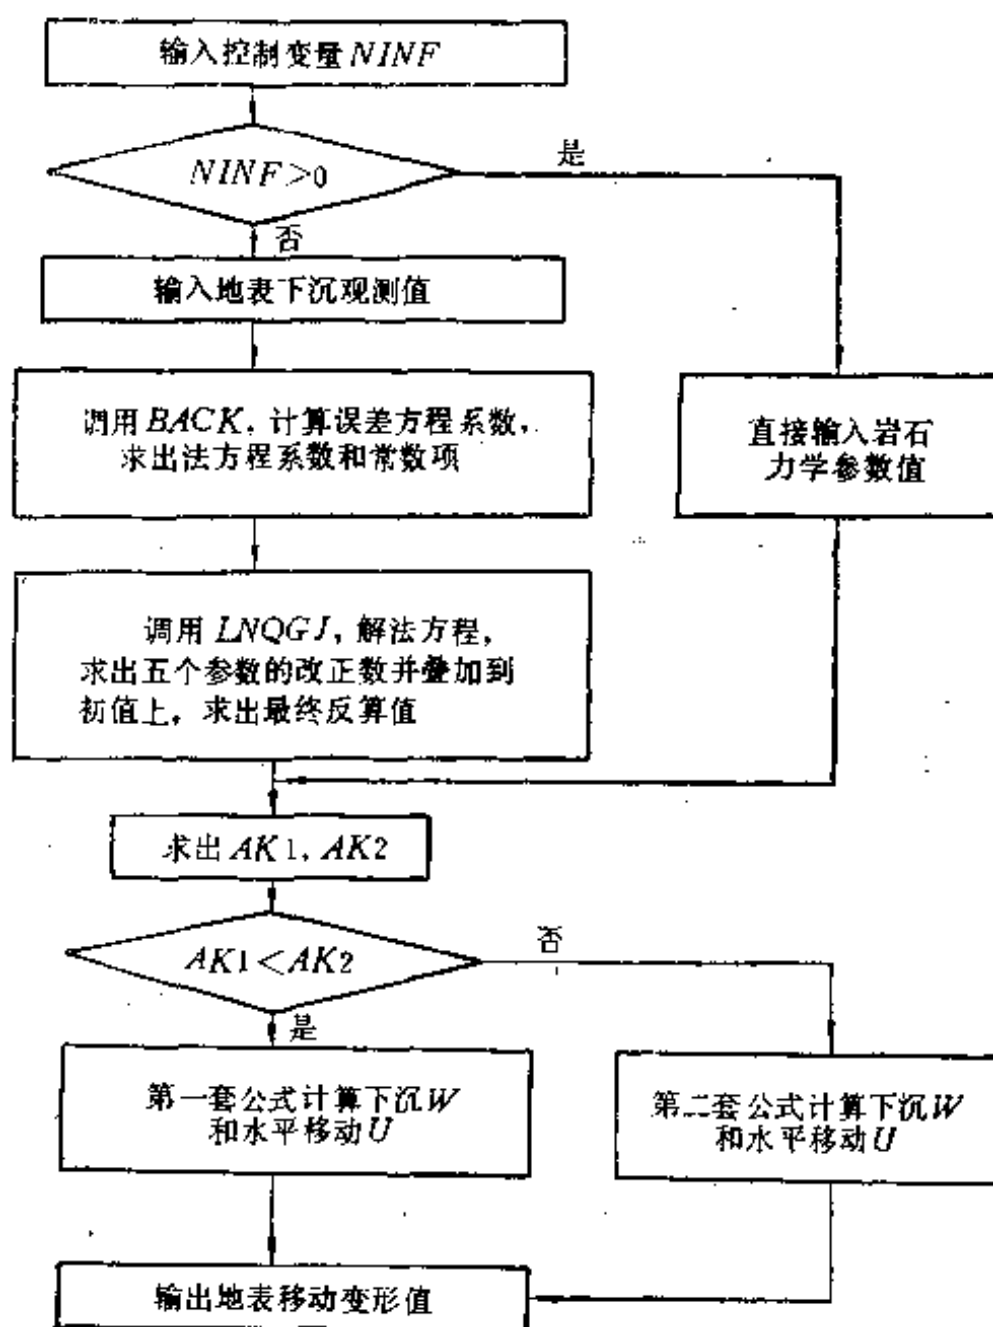 输入控制变量NINF
NINF>0
是
否
输入地表下沉观测值
调用BACK,计算误差方程系数,
求出法方程系数和常数项
直接输入岩石
力学参数值
调用LNQGJ,解法方程,
求出五个参数的改正数并叠加到
初值上,求出最终反算值
求出AK1,AK2
AK1<AK2
否
是
第一套公式计算下沉W
和水平移动U
第二套公式计算下沉W
和水平移动U
输出地表移动变形值